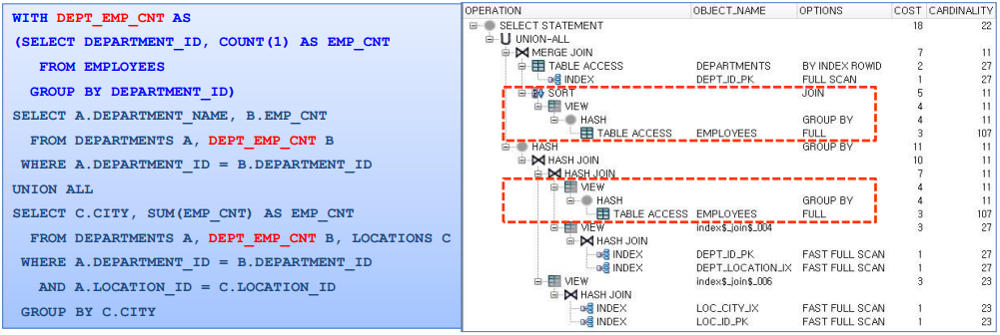 WITH DEPT_EMP_CNT AS
(SELECT DEPARTMENT_ID, COUNT(1) AS EMP_CNT
FROM EMPLOYEES
GROUP BY DEPARTMENT_ID)
SELECT A.DEPARTMENT_NAME, B.EMP_CNT
FROM DEPARTMENTS A, DEPT_EMP_CNT B
WHERE A.DEPARTMENT_ID = B.DEPARTMENT_ID
UNION ALL
SELECT C.CITY, SUM(EMP_CNT) AS EMP_CNT
FROM DEPARTMENTS A, DEPT_EMP_CNT B, LOCATIONS C
WHERE A.DEPARTMENT_ID = B.DEPARTMENT_ID
AND A.LOCATION_ID = C.LOCATION_ID
GROUP BY C.CITY
OPERATION OBJECT_NAME OPTIONS COST CARDINALITY
SELECT STATEMENT 18 22
UNION-ALL
MERGE JOIN 7 11
TABLE ACCESS DEPARTMENTS BY INDEX ROWID 2 27
INDEX DEPT_ID_PK FULL SCAN 1 27
SORT JOIN 5 11
VIEW 4 11
HASH GROUP BY 4 11
TABLE ACCESS EMPLOYEES FULL 3 107
HASH GROUP BY 11 11
HASH JOIN 10 11
HASH JOIN 7 11
VIEW 4 11
HASH GROUP BY 4 11
TABLE ACCESS EMPLOYEES FULL 3 107
VIEW index$_join$_004 3 27
HASH JOIN
INDEX DEPT_ID_PK FAST FULL SCAN 1 27
INDEX DEPT_LOCATION_IX FAST FULL SCAN 1 27
VIEW index$_join$_006 3 23
HASH JOIN
INDEX LOC_CITY_IX FAST FULL SCAN 1 23
INDEX LOC_ID_PK FAST FULL SCAN 1 23